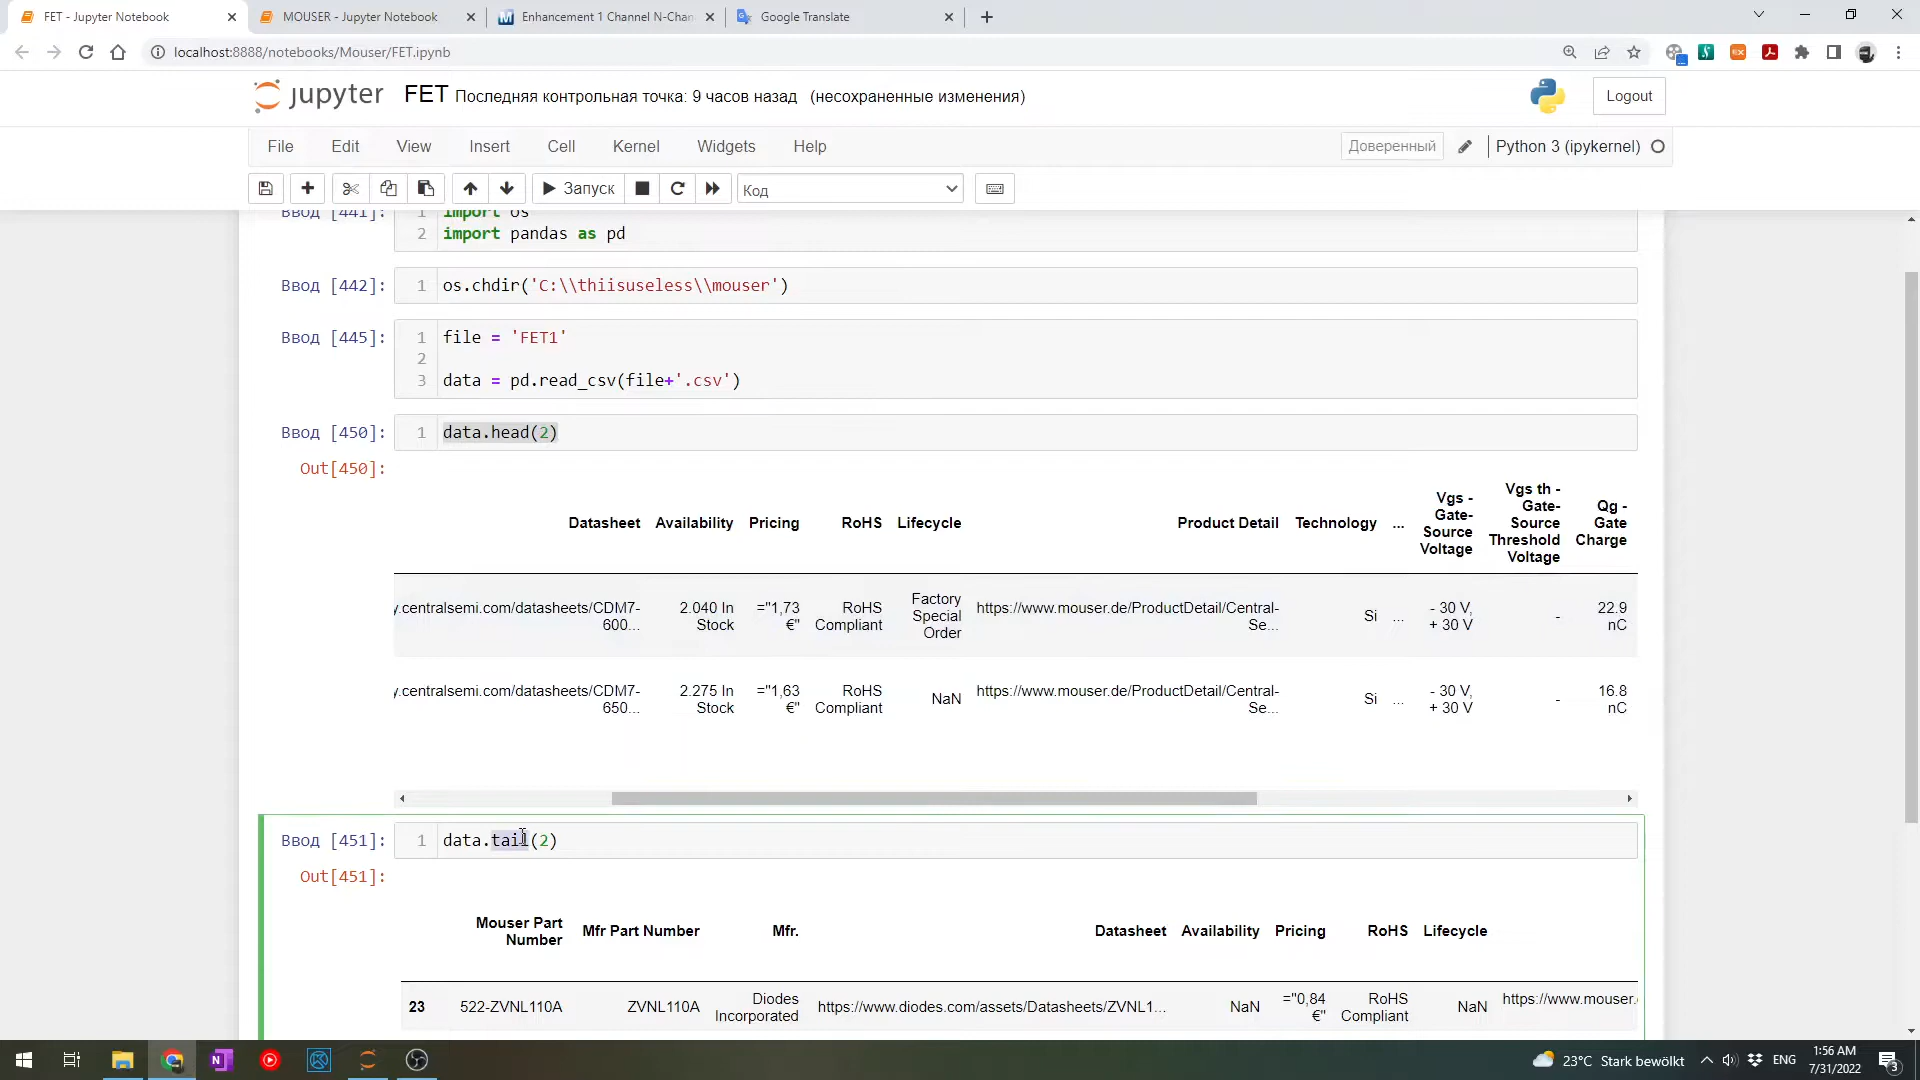 FET - Jupyter Notebook
MOUSER - Jupyter Notebook
Enhancement 1 Channel N-Chan
Google Translate
localhost:8888/notebooks/Mouser/FET.ipynb
jupyter FET Последняя контрольная точка: 9 часов назад (несохраненные изменения)
Logout
File Edit View Insert Cell Kernel Widgets Help
Доверенный
Python 3 (ipykernel)
Запуск
Код
Ввод [441]:
1 import os
2 import pandas as pd
Ввод [442]:
1 os.chdir('C:\\thiisuseless\\mouser')
Ввод [445]:
1 file = 'FET1'
2
3 data = pd.read_csv(file+'.csv')
Ввод [450]:
1 data.head(2)
Out[450]:
Datasheet Availability Pricing RoHS Lifecycle Product Detail Technology ...
Vgs -
Gate-
Source
Voltage
Vgs th -
Gate-
Source
Threshold
Voltage
Qg -
Gate
Charge
y.centralsemi.com/datasheets/CDM7-
600...
2.040 In
Stock
="1,73
€"
RoHS
Compliant
Factory
Special
Order
https://www.mouser.de/ProductDetail/Central-
Se...
Si
...
- 30 V,
+ 30 V
-
22.9
nC
y.centralsemi.com/datasheets/CDM7-
650...
2.275 In
Stock
="1,63
€"
RoHS
Compliant
NaN
https://www.mouser.de/ProductDetail/Central-
Se...
Si
...
- 30 V,
+ 30 V
-
16.8
nC
Ввод [451]:
1 data.tail(2)
Out[451]:
Mouser Part
Number
Mfr Part Number Mfr. Datasheet Availability Pricing RoHS Lifecycle
23
522-ZVNL110A
ZVNL110A
Diodes
Incorporated
https://www.diodes.com/assets/Datasheets/ZVNL1...
NaN
="0,84
€"
RoHS
Compliant
NaN
https://www.mouser.
23°C Stark bewölkt
ENG
1:56 AM
7/31/2022
3